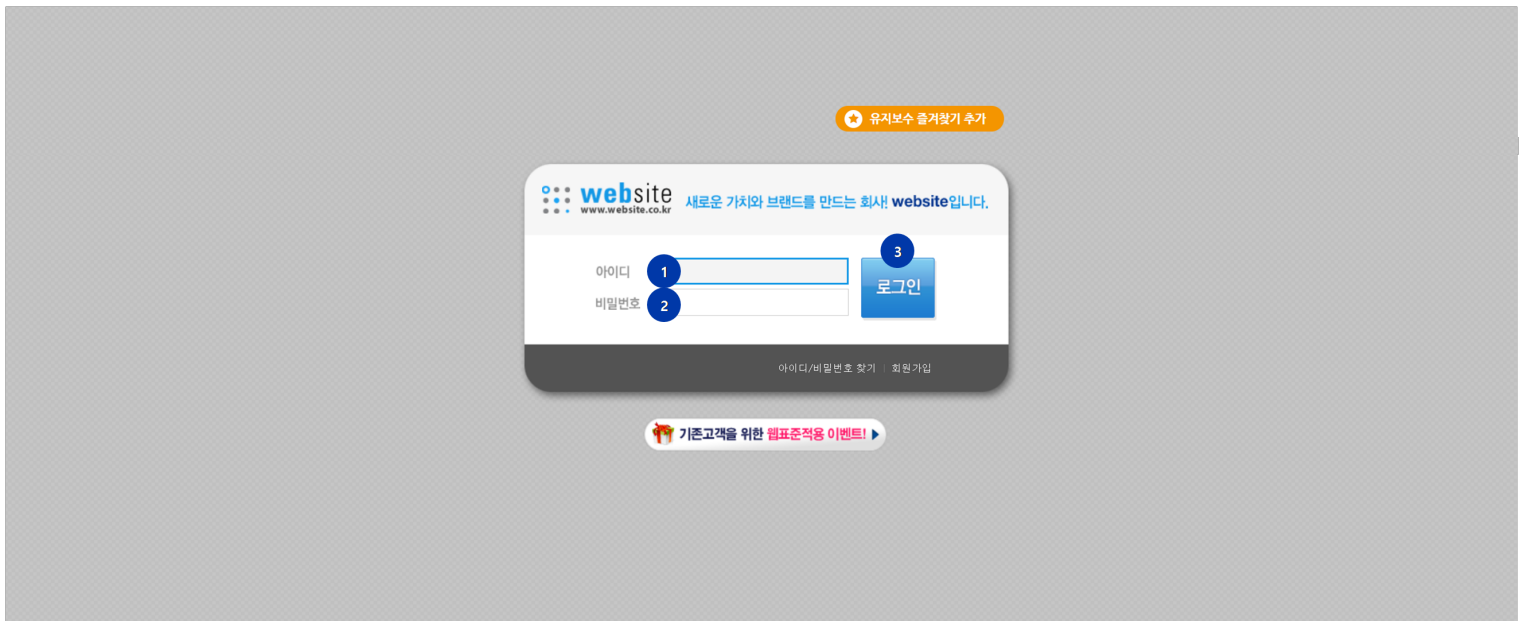 유지보수 즐겨찾기 추가
website
www.website.co.kr
새로운 가치와 브랜드를 만드는 회사! website입니다.
3
아이디 1
로그인
비밀번호 2
아이디/비밀번호 찾기 | 회원가입
기존고객을 위한 웹표준적용 이벤트!